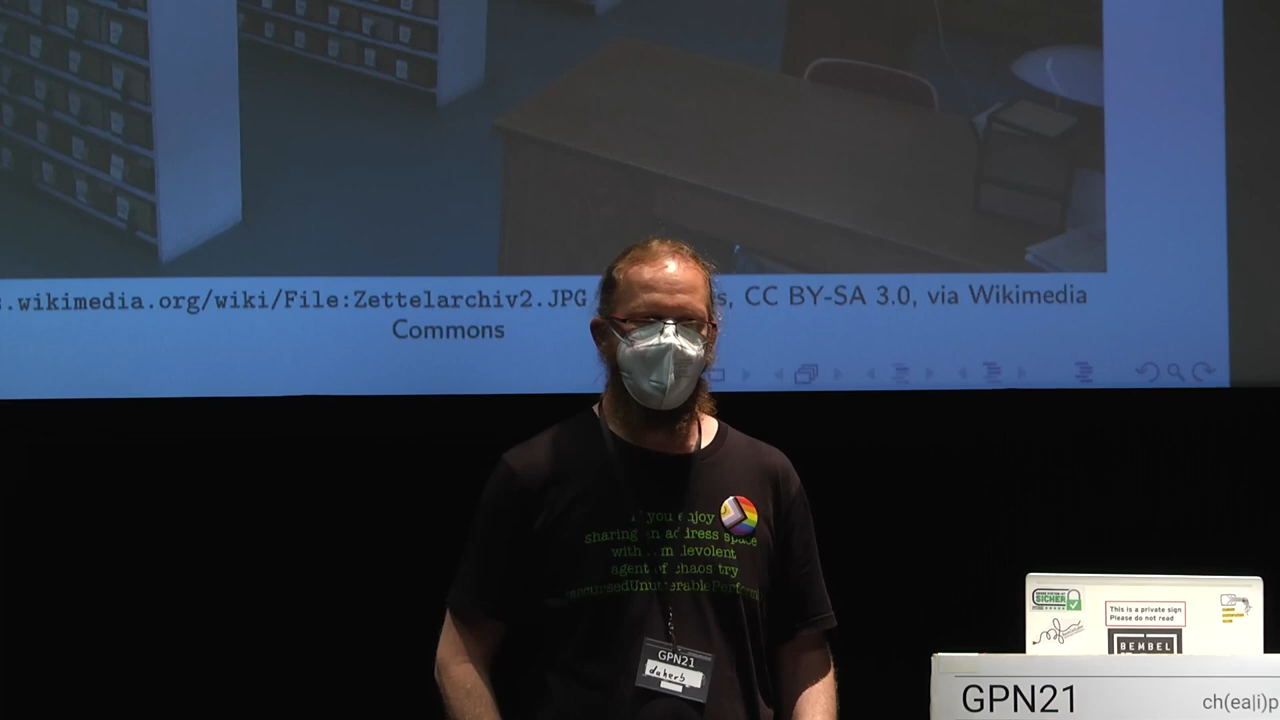 .wikimedia.org/wiki/File:Zettelarchiv2.JPG
, CC BY-SA 3.0, via Wikimedia
Commons
you enjoy
sharing an address space
with
agent of chaos try
GPN21
daherb
SICHER
This is a private sign
Please do not read
BEMBEL
GPN21
ch(ea|i)p